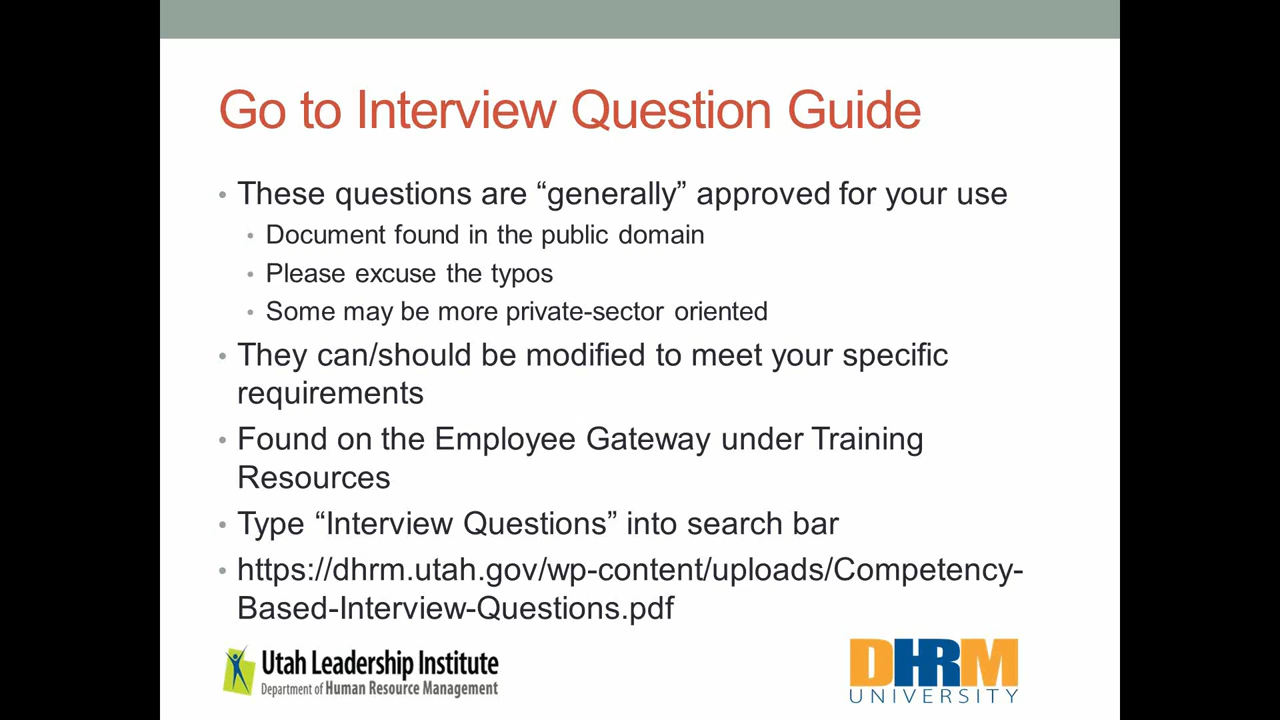 Go to Interview Question Guide
• These questions are “generally” approved for your use
• Document found in the public domain
• Please excuse the typos
• Some may be more private-sector oriented
• They can/should be modified to meet your specific
requirements
• Found on the Employee Gateway under Training
Resources
• Type “Interview Questions” into search bar
• https://dhrm.utah.gov/wp-content/uploads/Competency-
Based-Interview-Questions.pdf
Utah Leadership Institute
Department of Human Resource Management
DHRM
UNIVERSITY